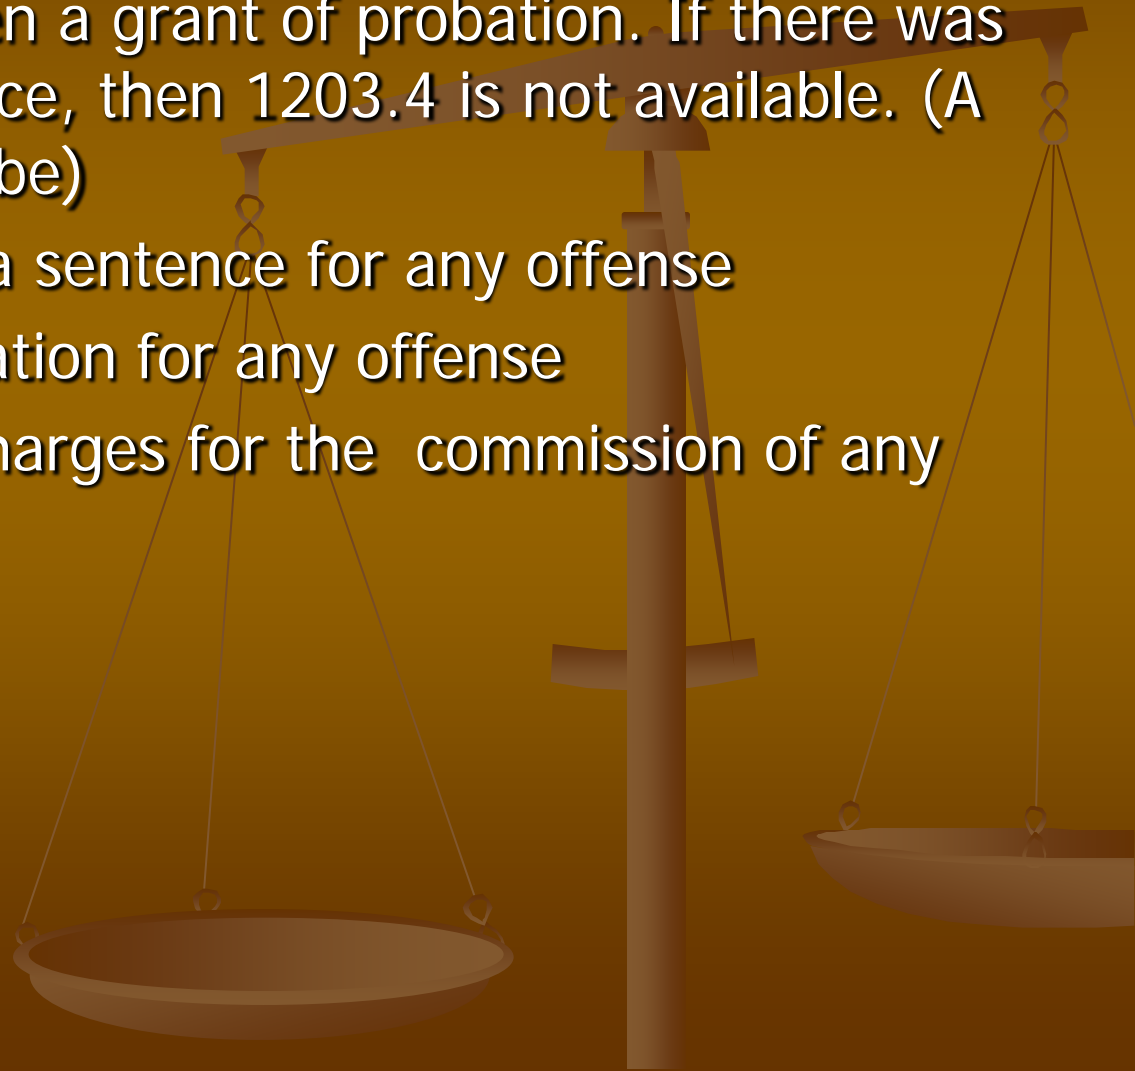 n a grant of probation. If there was
ce, then 1203.4 is not available. (A
be)
a sentence for any offense
ation for any offense
harges for the commission of any